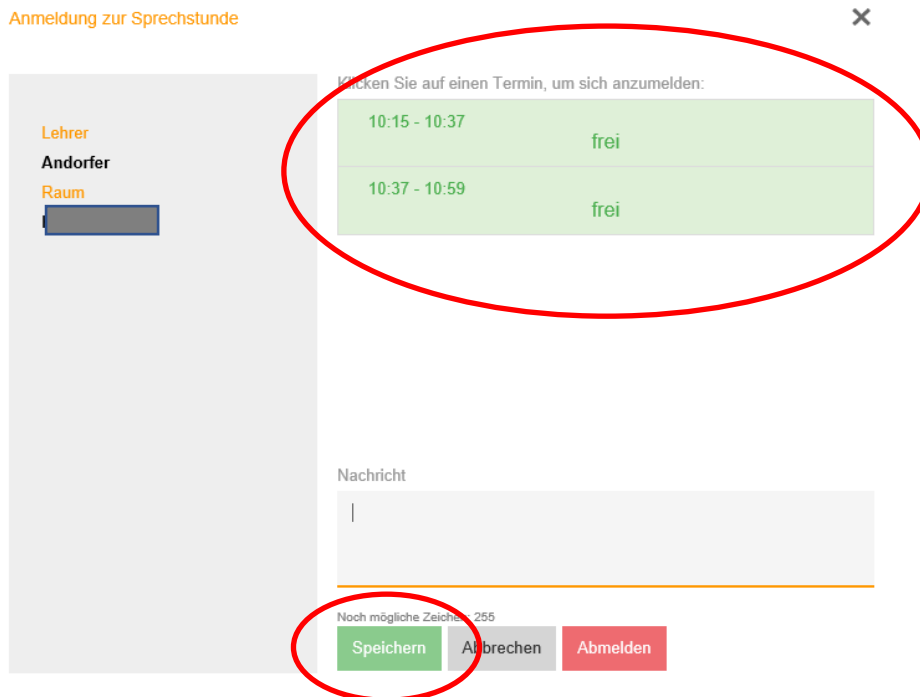 Anmeldung zur Sprechstunde
Lehrer
Andorfer
Raum
Klicken Sie auf einen Termin, um sich anzumelden:
10:15 - 10:37
frei
10:37 - 10:59
frei
Nachricht
Noch mögliche Zeichen: 255
Speichern Abbrechen Abmelden